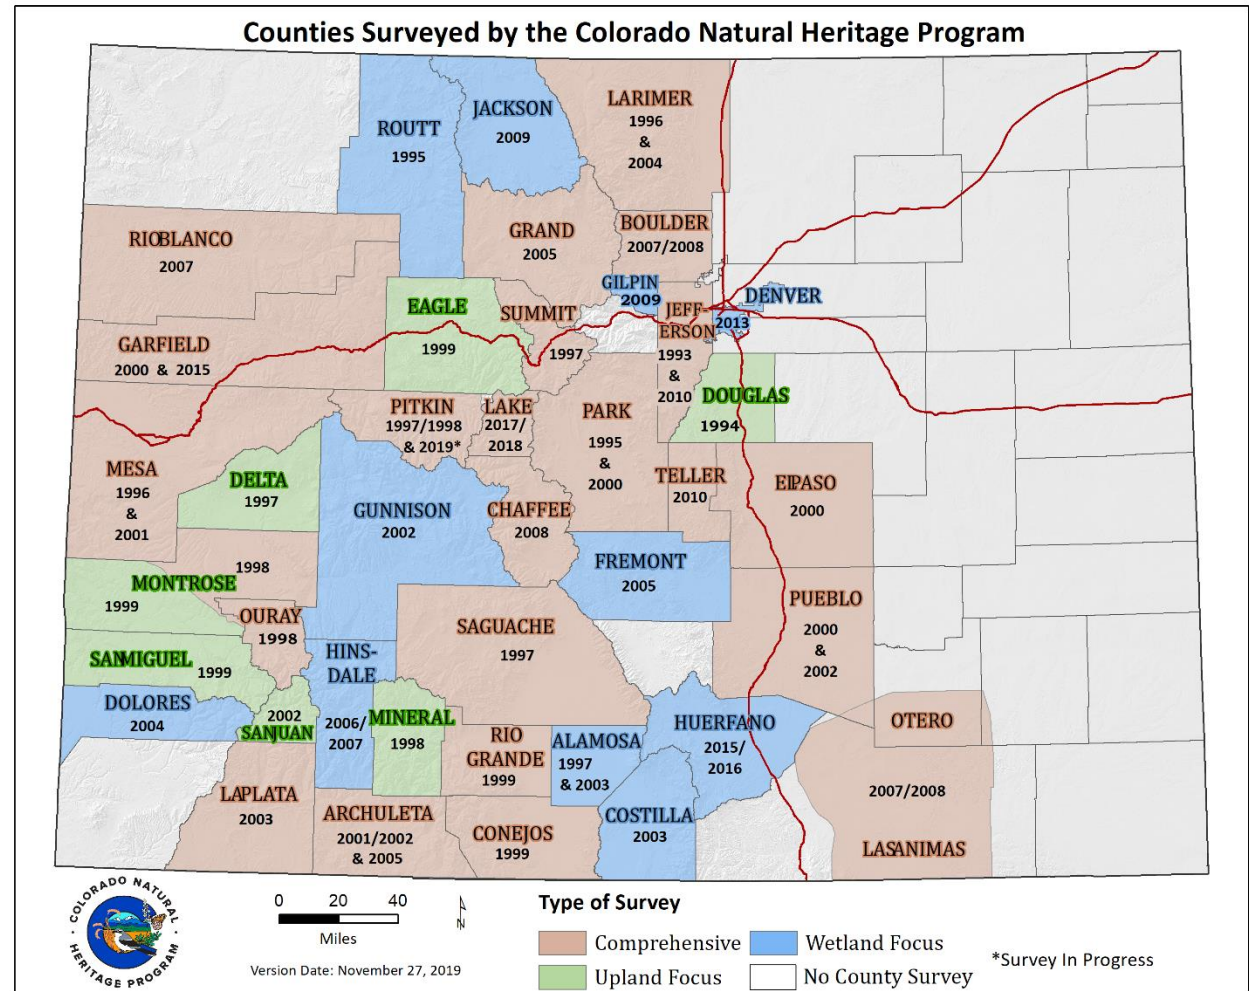 Counties Surveyed by the Colorado Natural Heritage Program
LARIMER
1996
&
2004
JACKSON
2009
ROUTT
1995
RIOBLANCO
2007
GRAND
2005
BOULDER
2007/2008
GILPIN
2009
DENVER
2013
EAGLE
1999
SUMMIT
1997
JEFF-
ERSON
1993
&
2010
GARFIELD
2000 & 2015
PITKIN
1997/1998
& 2019*
LAKE
2017/
2018
PARK
1995
&
2000
DOUGLAS
1994
MESA
1996
&
2001
DELTA
1997
GUNNISON
2002
CHAFFEE
2008
TELLER
2010
ELPASO
2000
FREMONT
2005
1998
MONTROSE
1999
OURAY
1998
SAGUACHE
1997
PUEBLO
2000
&
2002
SANMIGUEL 1999
HINS-
DALE
2006/
2007
DOLORES
2004
2002
SANJUAN
MINERAL
1998
RIO
GRANDE
1999
ALAMOSA
1997
& 2003
HUERFANO
2015/
2016
OTERO
2007/2008
LASANIMAS
LAPLATA
2003
ARCHULETA
2001/2002
& 2005
CONEJOS
1999
COSTILLA
2003
COLORADO NATURAL
HERITAGE PROGRAM
0 20 40
Miles
N
Version Date: November 27, 2019
Type of Survey
Comprehensive
Wetland Focus
Upland Focus
No County Survey
*Survey In Progress